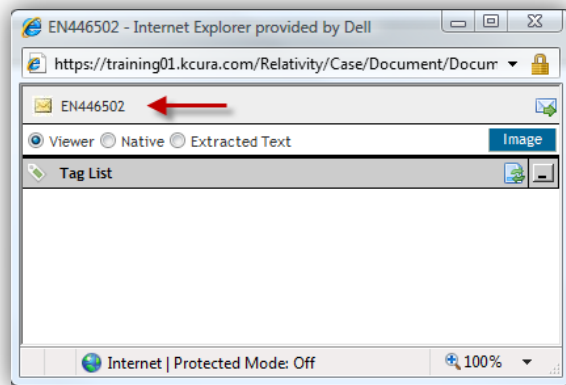 EN446502 - Internet Explorer provided by Dell
https://training01.kcura.com/Relativity/Case/Document/Docum
EN446502
Viewer Native Extracted Text Image
Tag List
Internet | Protected Mode: Off 100%